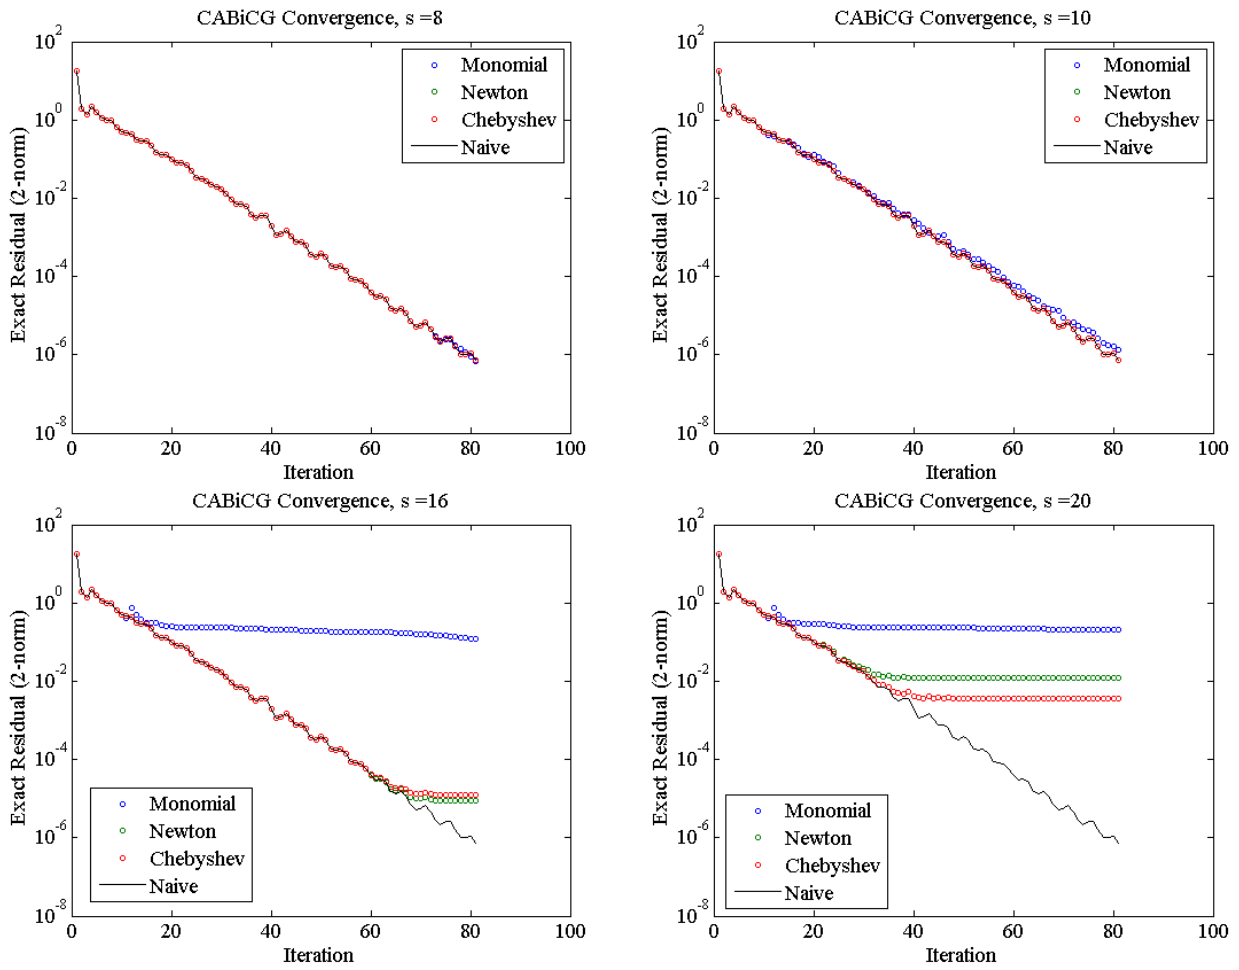 CABiCG Convergence, s =8
Exact Residual (2-norm)
10^2
10^0
10^-2
10^-4
10^-6
10^-8
Monomial
Newton
Chebyshev
Naive
0 20 40 60 80 100
Iteration
CABiCG Convergence, s =10
Exact Residual (2-norm)
10^2
10^0
10^-2
10^-4
10^-6
10^-8
Monomial
Newton
Chebyshev
Naive
0 20 40 60 80 100
Iteration
CABiCG Convergence, s =16
Exact Residual (2-norm)
10^2
10^0
10^-2
10^-4
10^-6
10^-8
Monomial
Newton
Chebyshev
Naive
0 20 40 60 80 100
Iteration
CABiCG Convergence, s =20
Exact Residual (2-norm)
10^2
10^0
10^-2
10^-4
10^-6
10^-8
Monomial
Newton
Chebyshev
Naive
0 20 40 60 80 100
Iteration